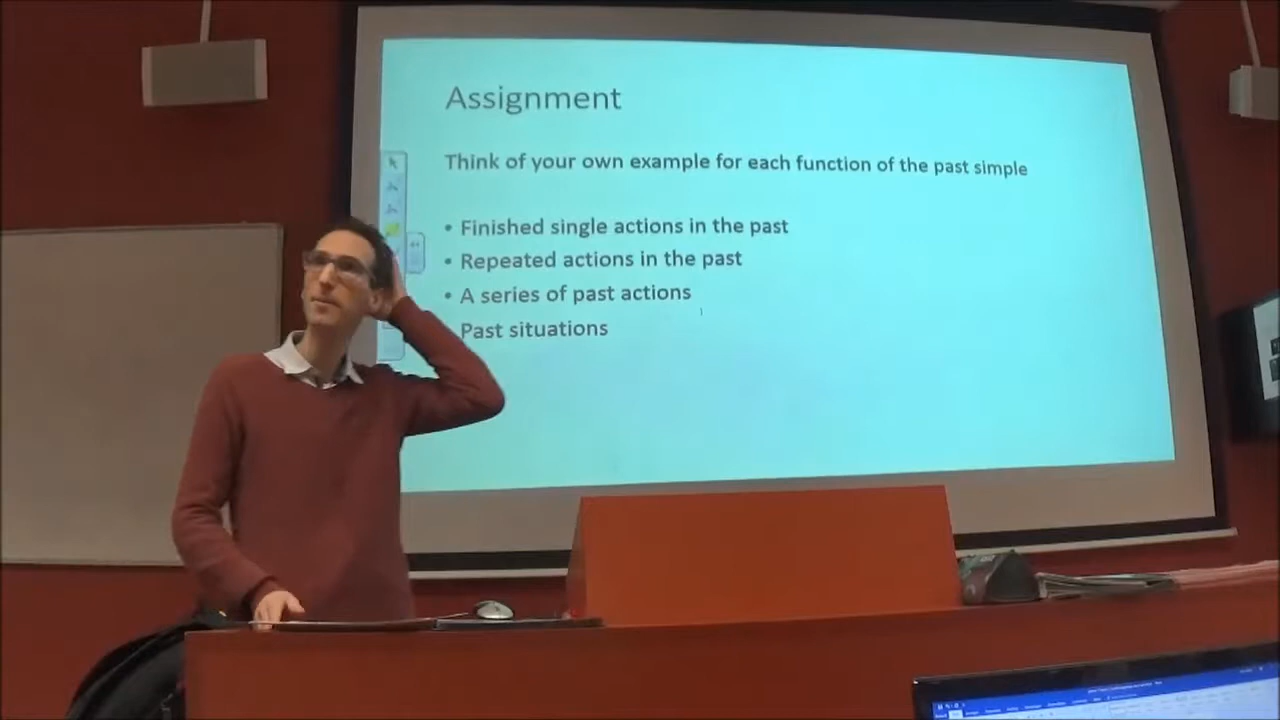 Assignment
Think of your own example for each function of the past simple
• Finished single actions in the past
• Repeated actions in the past
• A series of past actions
Past situations